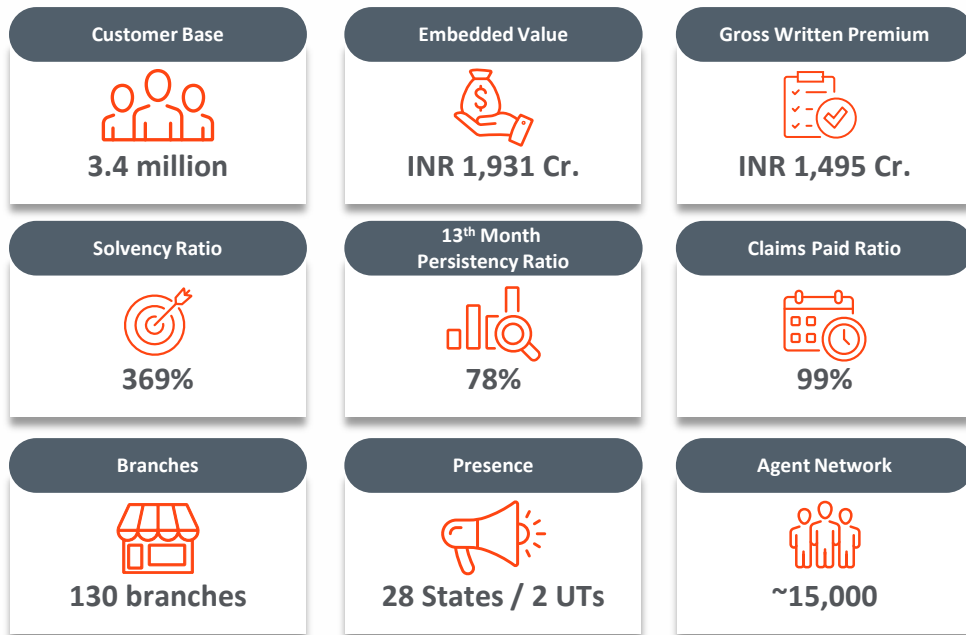 Customer Base
3.4 million
Embedded Value
$
INR 1,931 Cr.
Gross Written Premium
INR 1,495 Cr.
Solvency Ratio
369%
13th Month
Persistency Ratio
78%
Claims Paid Ratio
99%
Branches
130 branches
Presence
28 States / 2 UTs
Agent Network
~15,000